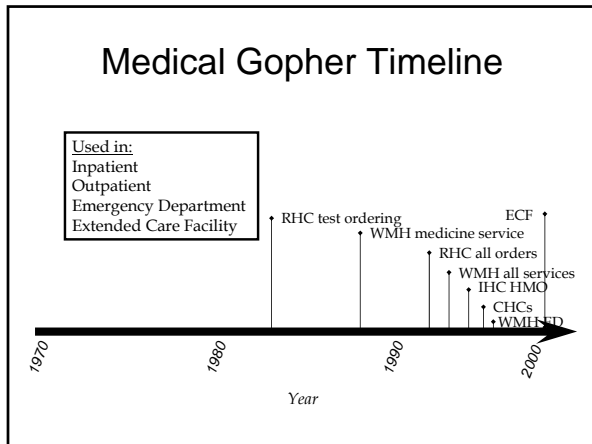 Medical Gopher Timeline
Used in:
Inpatient
Outpatient
Emergency Department
Extended Care Facility
RHC test ordering
ECF
WMH medicine service
RHC all orders
WMH all services
IHC HMO
CHCs
WMH ED
1970
1980
1990
2000
Year